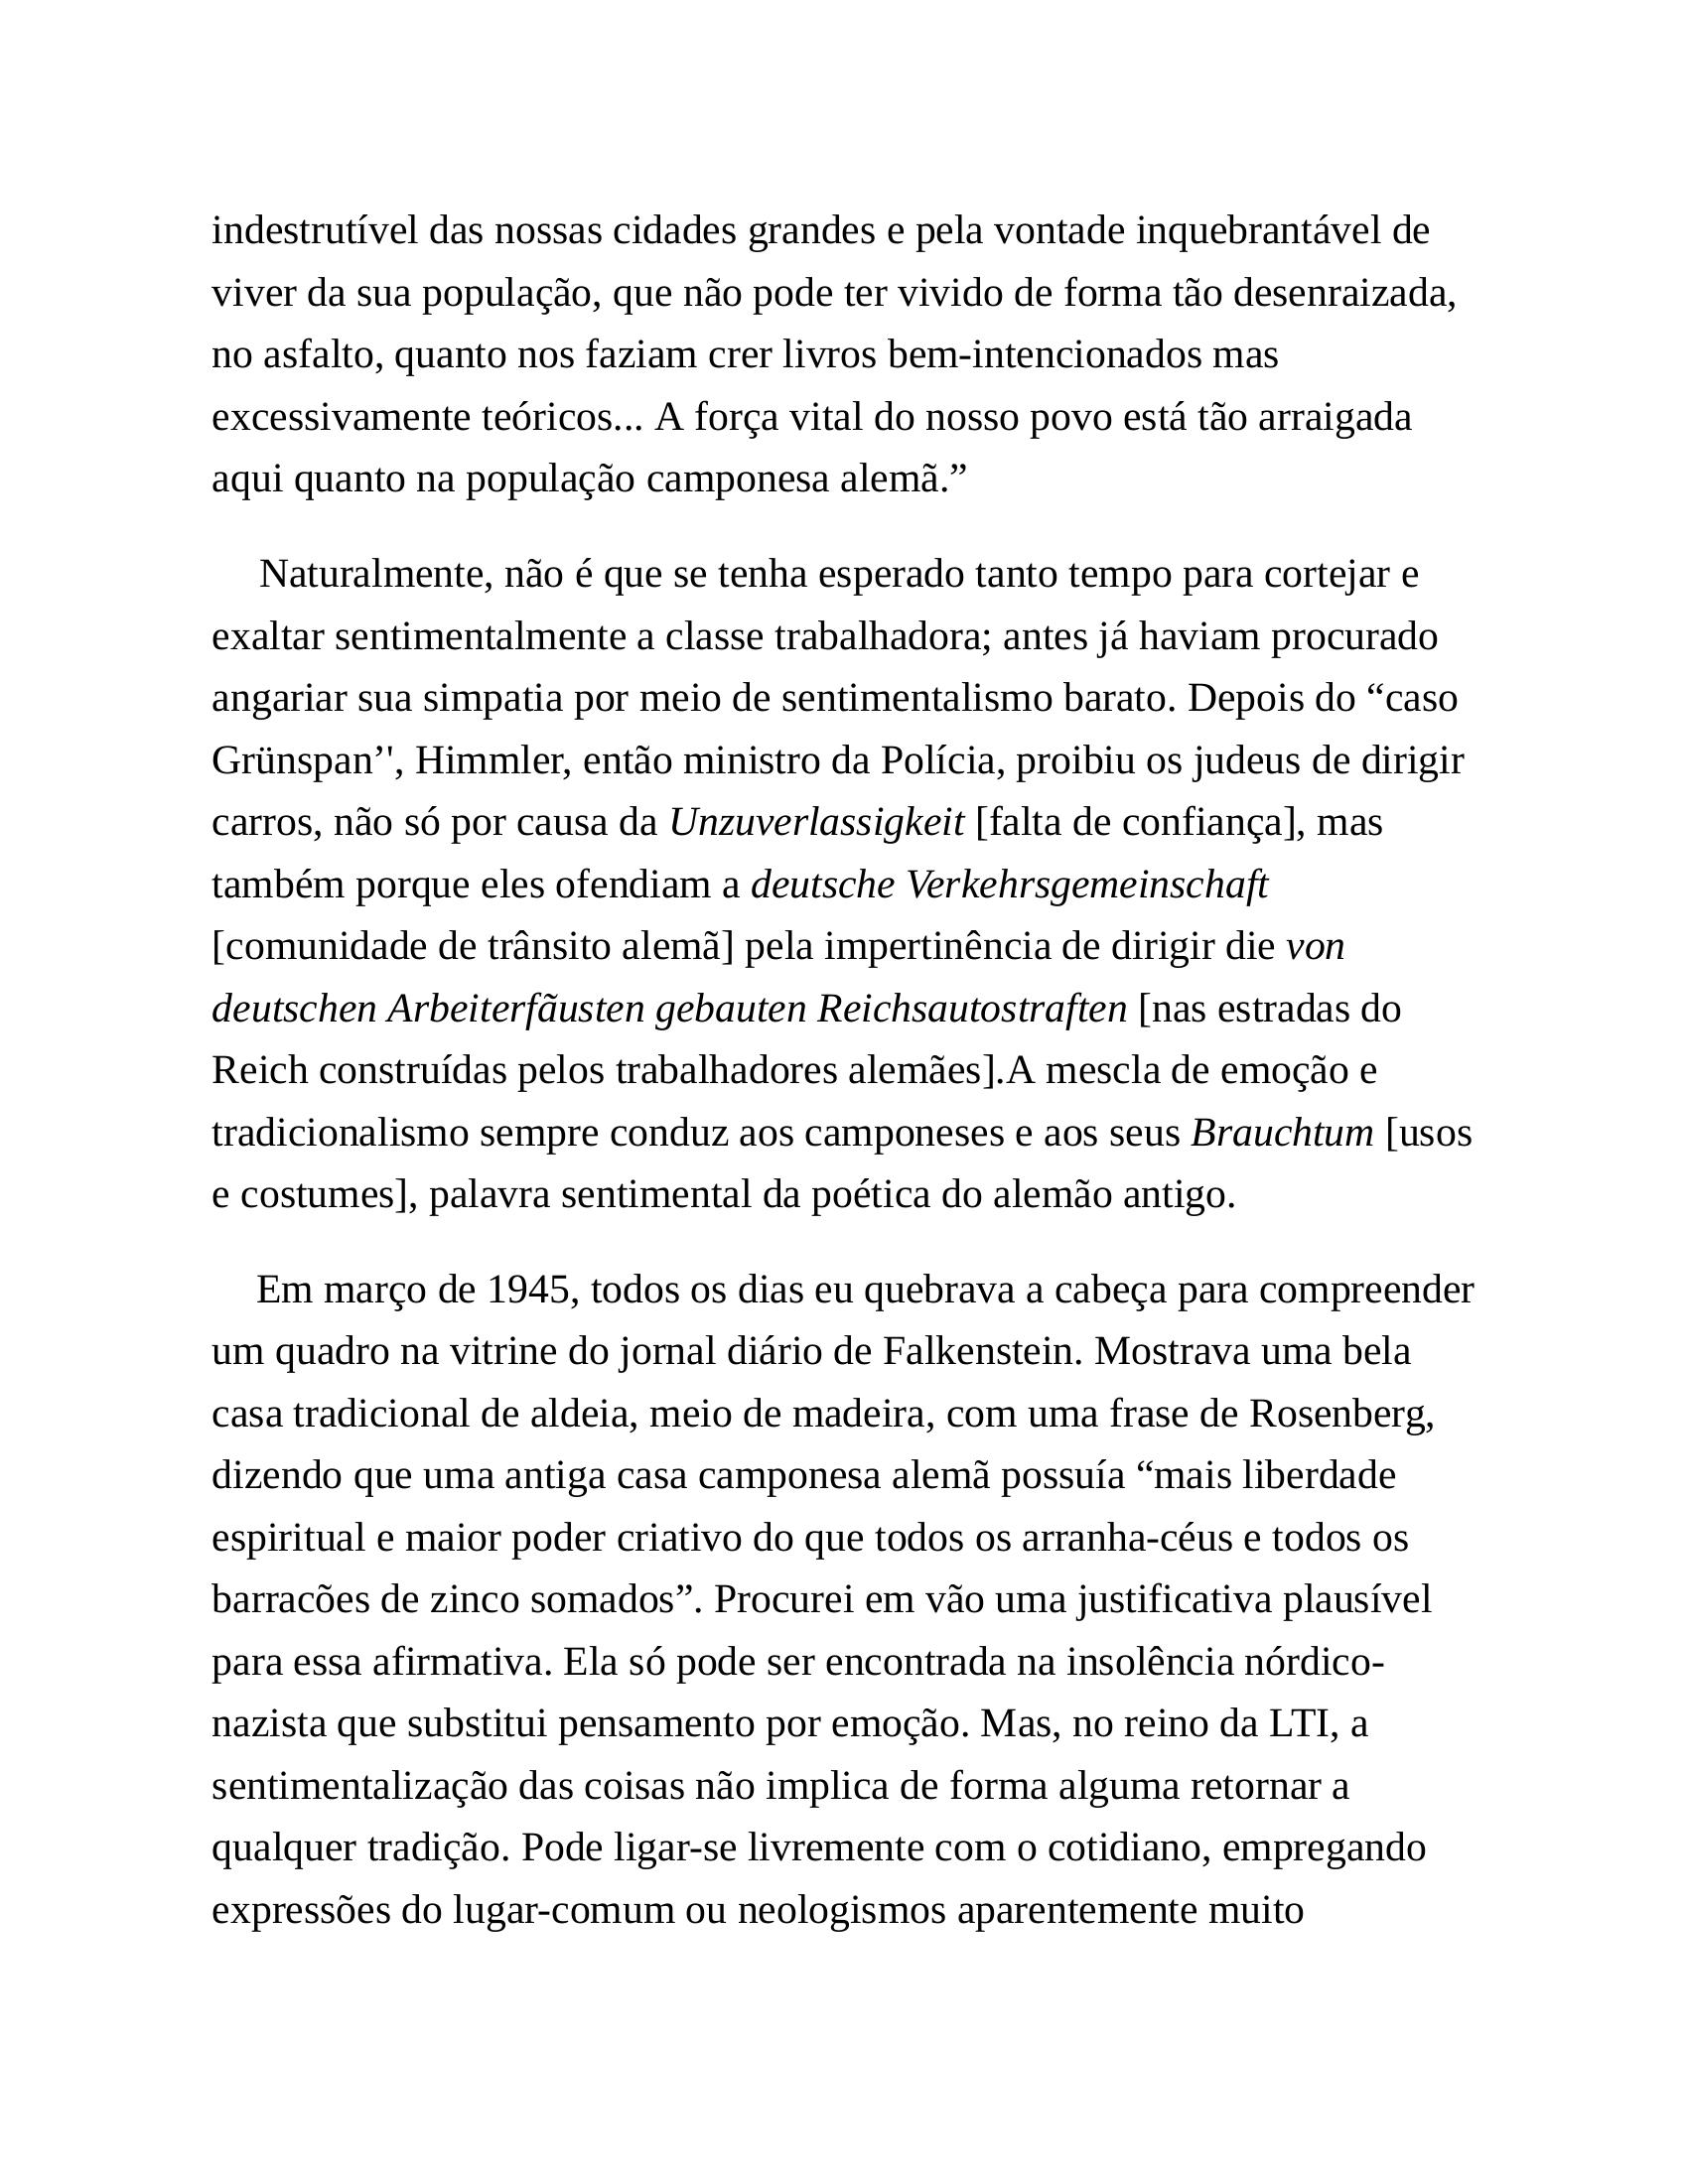 indestrutível das nossas cidades grandes e pela vontade inquebrantável de
viver da sua população, que não pode ter vivido de forma tão desenraizada,
no asfalto, quanto nos faziam crer livros bem-intencionados mas
excessivamente teóricos... A força vital do nosso povo está tão arraigada
aqui quanto na população camponesa alemã.”
Naturalmente, não é que se tenha esperado tanto tempo para cortejar e
exaltar sentimentalmente a classe trabalhadora; antes já haviam procurado
angariar sua simpatia por meio de sentimentalismo barato. Depois do “caso
Grünspan’', Himmler, então ministro da Polícia, proibiu os judeus de dirigir
carros, não só por causa da Unzuverlassigkeit [falta de confiança], mas
também porque eles ofendiam a deutsche Verkehrsgemeinschaft
[comunidade de trânsito alemã] pela impertinência de dirigir die von
deutschen Arbeiterfãusten gebauten Reichsautostraften [nas estradas do
Reich construídas pelos trabalhadores alemães].A mescla de emoção e
tradicionalismo sempre conduz aos camponeses e aos seus Brauchtum [usos
e costumes], palavra sentimental da poética do alemão antigo.
Em março de 1945, todos os dias eu quebrava a cabeça para compreender
um quadro na vitrine do jornal diário de Falkenstein. Mostrava uma bela
casa tradicional de aldeia, meio de madeira, com uma frase de Rosenberg,
dizendo que uma antiga casa camponesa alemã possuía “mais liberdade
espiritual e maior poder criativo do que todos os arranha-céus e todos os
barracões de zinco somados”. Procurei em vão uma justificativa plausível
para essa afirmativa. Ela só pode ser encontrada na insolência nórdico-
nazista que substitui pensamento por emoção. Mas, no reino da LTI, a
sentimentalização das coisas não implica de forma alguma retornar a
qualquer tradição. Pode ligar-se livremente com o cotidiano, empregando
expressões do lugar-comum ou neologismos aparentemente muito